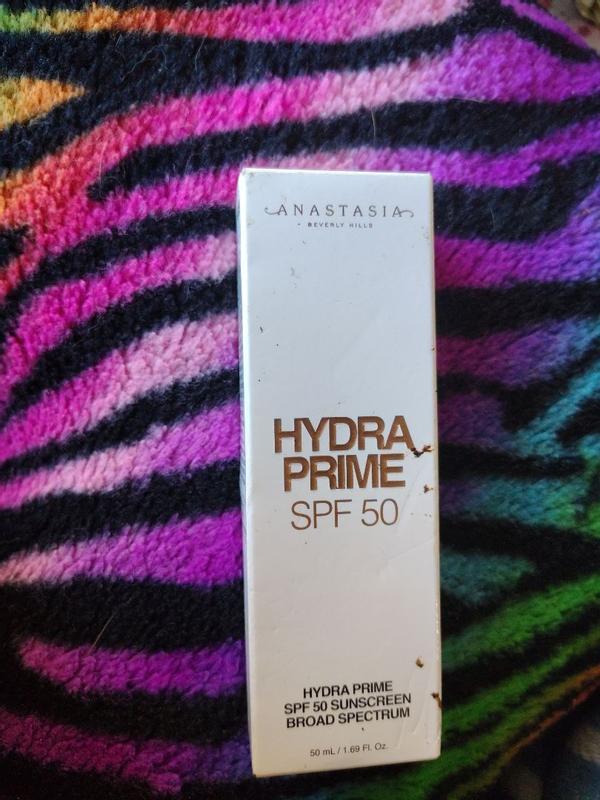 ANASTASIA
BEVERLY HILLS
HYDRA
PRIME
SPF 50
HYDRA PRIME
SPF 50 SUNSCREEN
BROAD SPECTRUM
50 mL / 1.69 Fl. Oz.